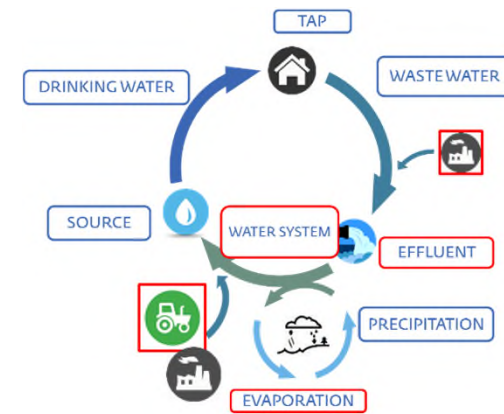 TAP
DRINKING WATER
WASTE WATER
SOURCE
WATER SYSTEM
EFFLUENT
PRECIPITATION
EVAPORATION